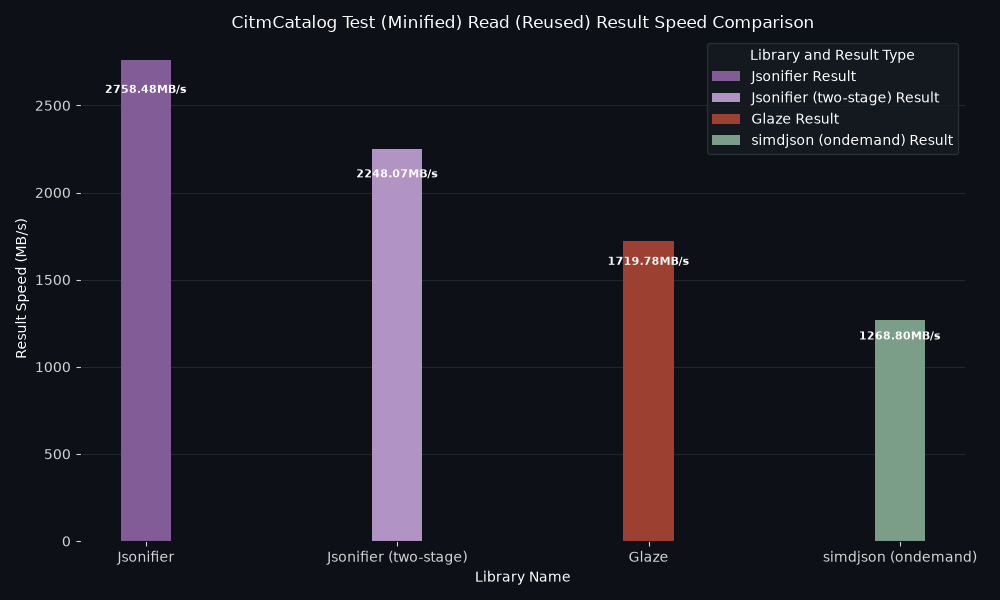 CitmCatalog Test (Minified) Read (Reused) Result Speed Comparison
Library and Result Type
Jsonifier Result
Jsonifier (two-stage) Result
Glaze Result
simdjson (ondemand) Result
Result Speed (MB/s)
2500
2000
1500
1000
500
0
2758.48MB/s
2248.07MB/s
1719.78MB/s
1268.80MB/s
Jsonifier
Jsonifier (two-stage)
Glaze
simdjson (ondemand)
Library Name